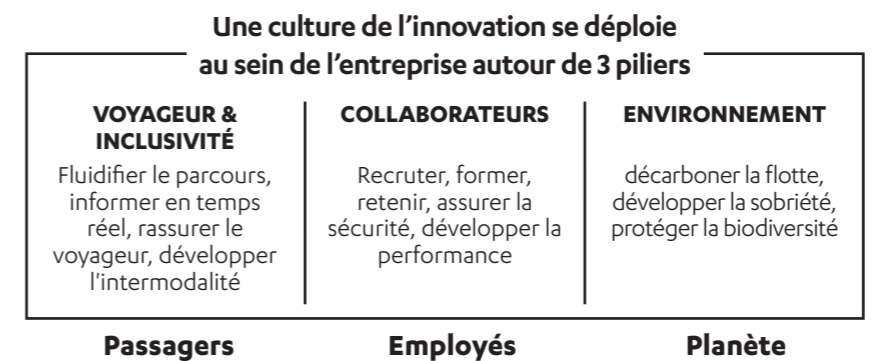 Une culture de l’innovation se déploie
au sein de l’entreprise autour de 3 piliers
VOYAGEUR &
INCLUSIVITÉ
Fluidifier le parcours,
informer en temps
réel, rassurer le
voyageur, développer
l'intermodalité
COLLABORATEURS
Recruter, former,
retenir, assurer la
sécurité, développer la
performance
ENVIRONNEMENT
décarboner la flotte,
développer la sobriété,
protéger la biodiversité
Passagers
Employés
Planète